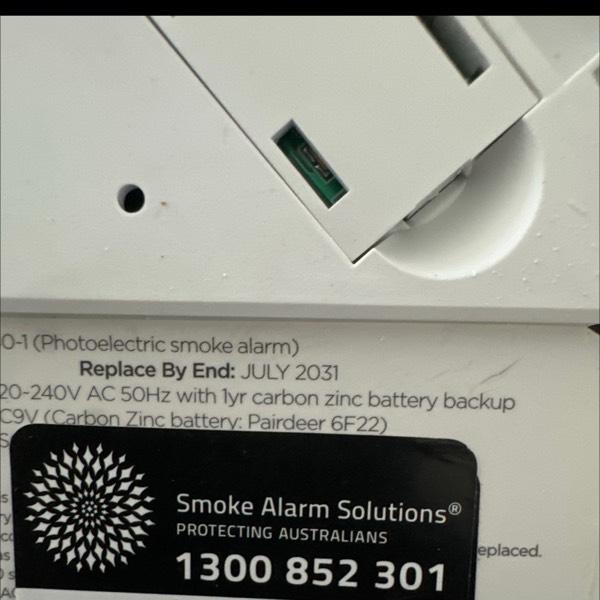 0-1 (Photoelectric smoke alarm)
Replace By End: JULY 2031
20-240V AC 50Hz with 1yr carbon zinc battery backup
C9V (Carbon Zinc battery: Pairdeer 6F22)
Smoke Alarm Solutions®
PROTECTING AUSTRALIANS
eplaced.
1300 852 301